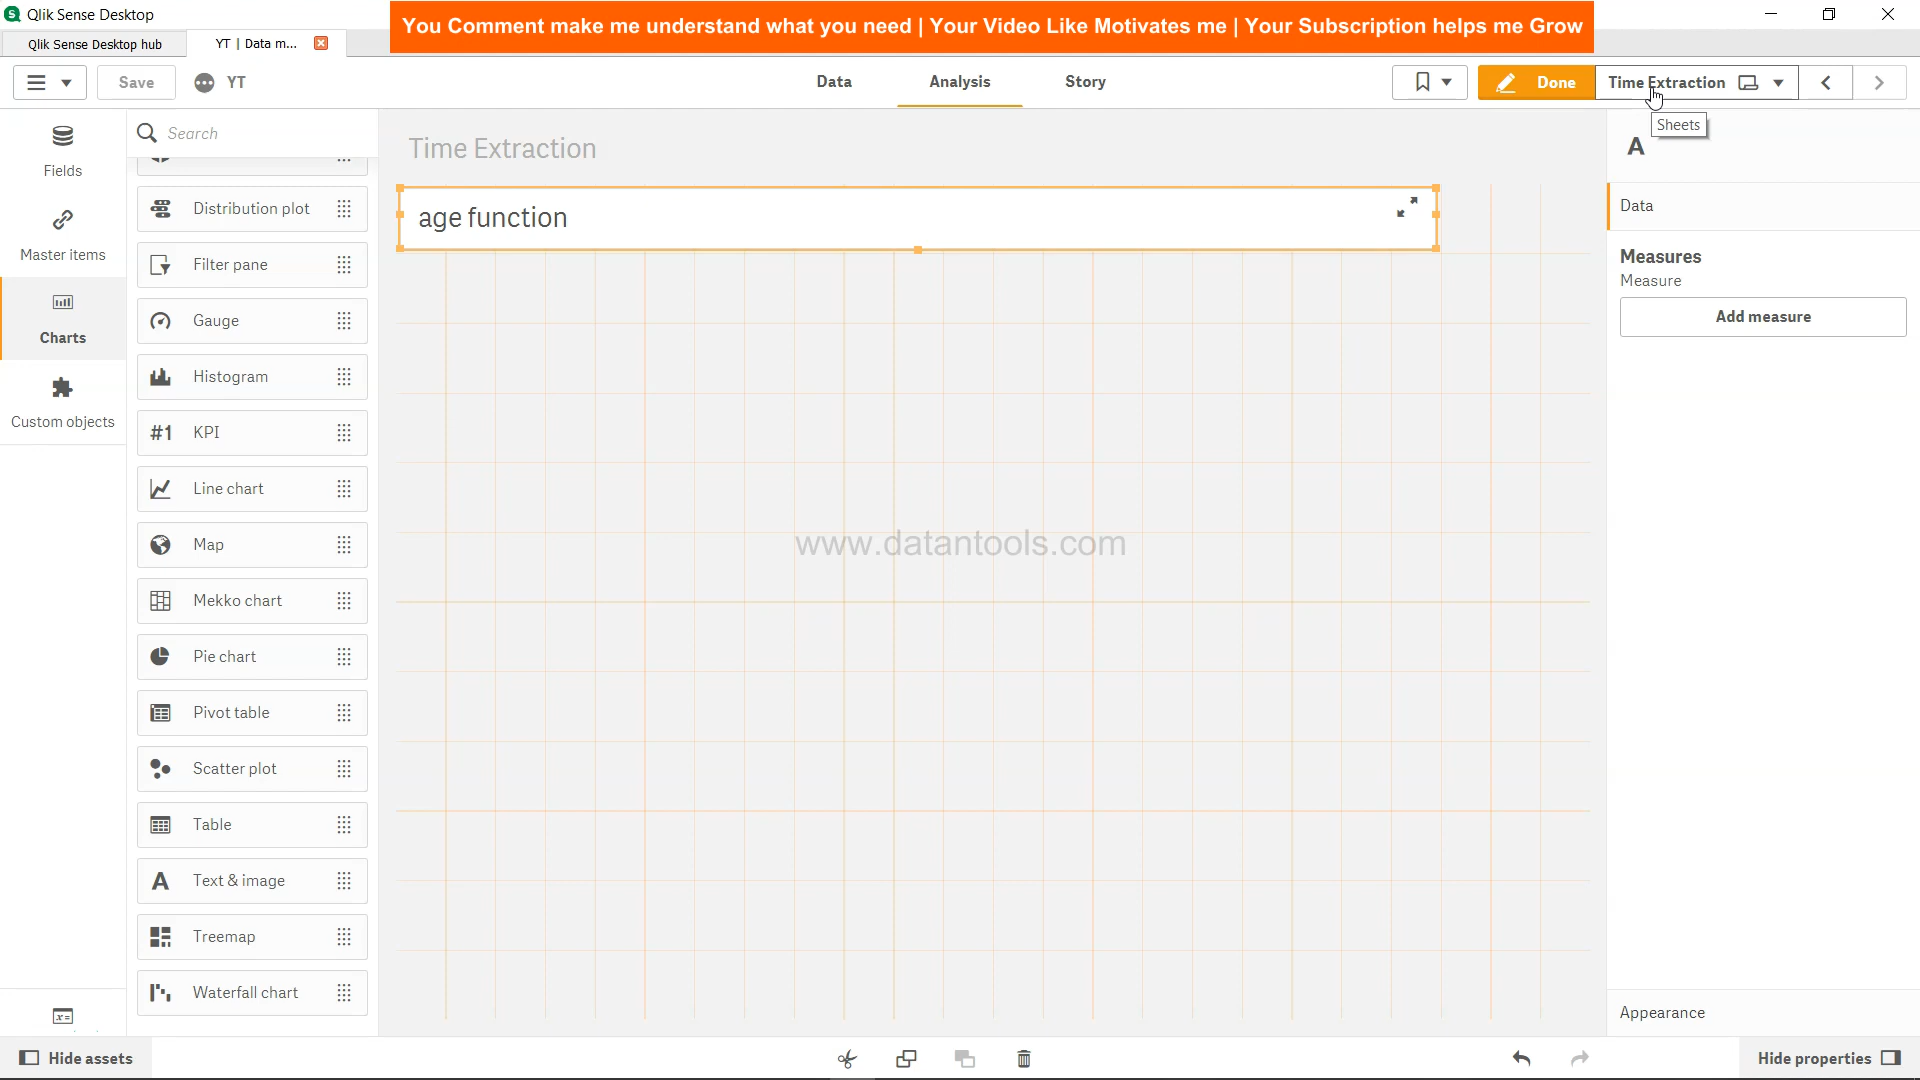 Qlik Sense Desktop
You Comment make me understand what you need | Your Video Like Motivates me | Your Subscription helps me Grow
Qlik Sense Desktop hub
YT | Data m...
Save
YT
Data
Analysis
Story
Done
Time Extraction
Sheets
Fields
Master items
Charts
Custom objects
Search
Distribution plot
Filter pane
Gauge
Histogram
#1 KPI
Line chart
Map
Mekko chart
Pie chart
Pivot table
Scatter plot
Table
A Text & image
Treemap
Waterfall chart
Time Extraction
age function
www.datantools.com
A
Data
Measures
Measure
Add measure
Appearance
x=
Hide assets
Hide properties